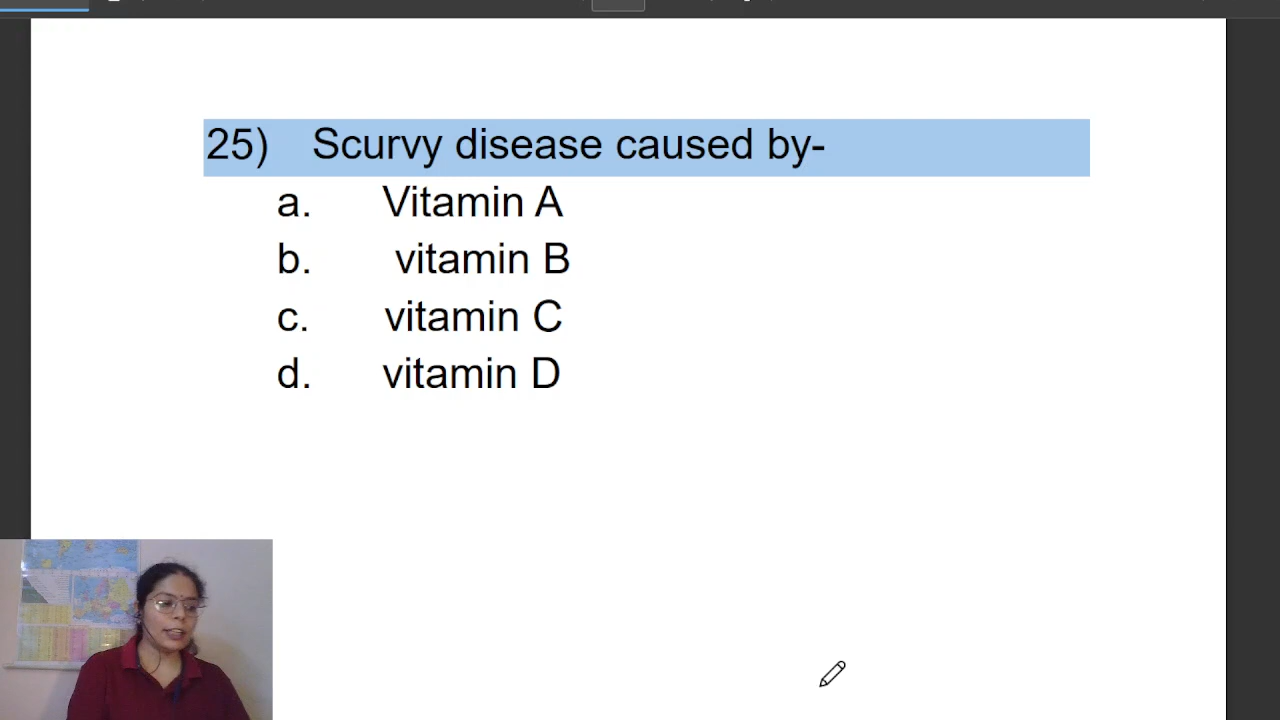 25) Scurvy disease caused by-
a. Vitamin A
b. vitamin B
c. vitamin C
d. vitamin D